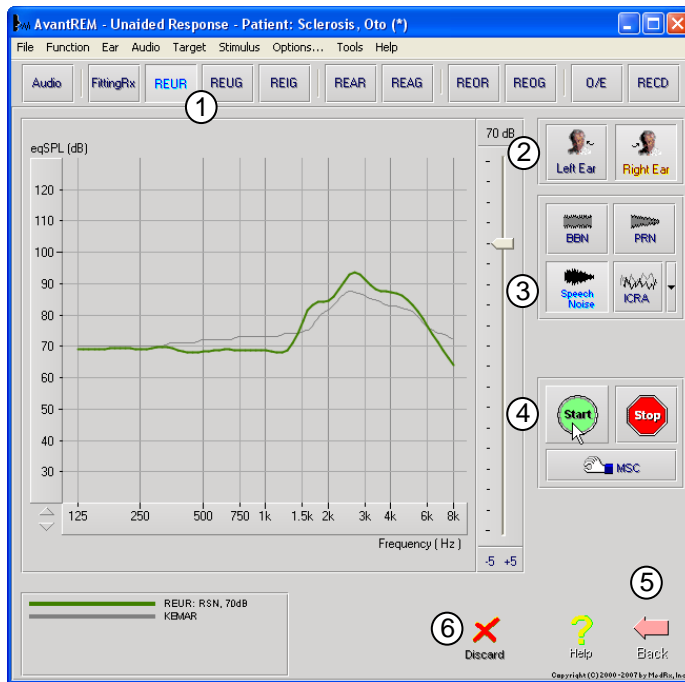 AvantREM - Unaided Response - Patient: Sclerosis, Oto (*)
File Function Ear Audio Target Stimulus Options... Tools Help
Audio FittingRx REUR REUG REIG REAR REAG REOR REOG O/E RECD
1
70 dB
eqSPL (dB)
2
Left Ear Right Ear
120
110
100
90
80
70
60
50
40
30
BBN PRN
3
Speech Noise
ICRA
4
Start Stop
MSC
125 250 500 750 1k 1.5k 2k 3k 4k 6k 8k
Frequency ( Hz )
-5 +5
REUR: RSN, 70dB
KEMAR
5
6
Discard Help Back
Copyright (C) 2000-2007 by MedRx, Inc